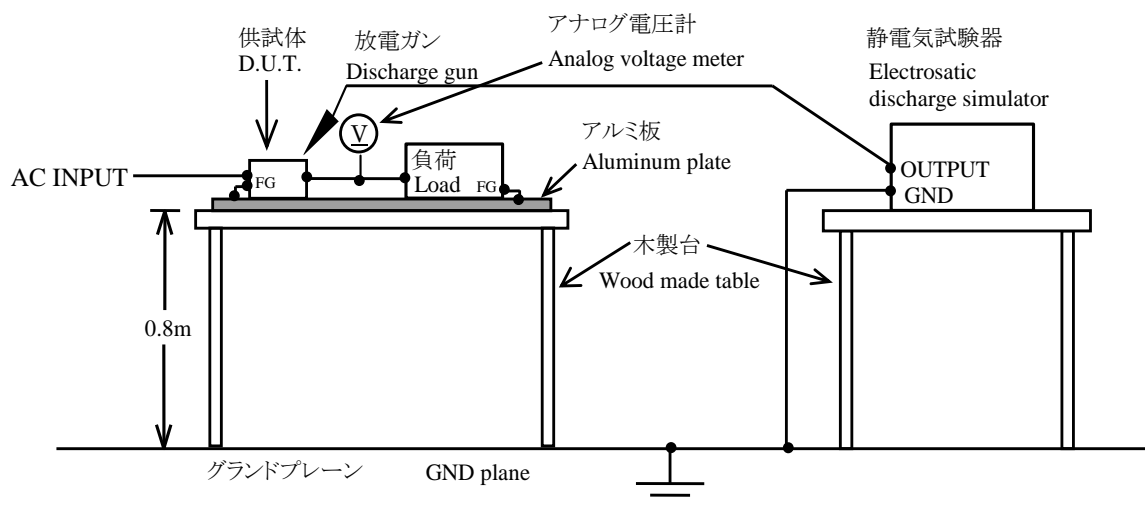 供試体
D.U.T.
放電ガン
Discharge gun
アナログ電圧計
Analog voltage meter
静電気試験器
Electrosatic
discharge simulator
V
アルミ板
Aluminum plate
AC INPUT
FG
負荷
Load
FG
OUTPUT
GND
木製台
Wood made table
0.8m
グランドプレーン
GND plane